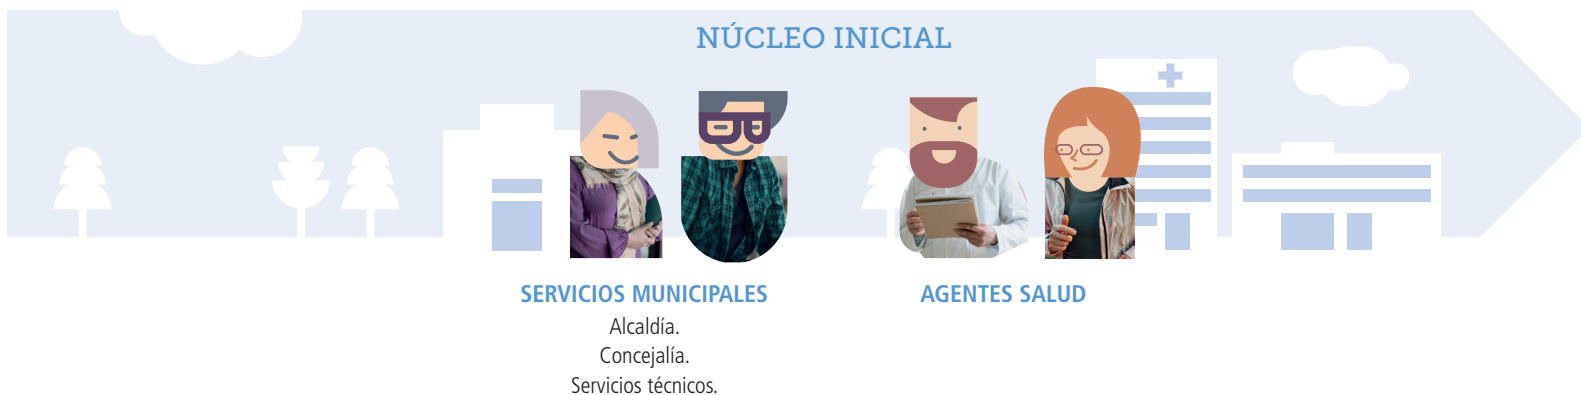 NÚCLEO INICIAL
SERVICIOS MUNICIPALES
Alcaldía.
Concejalía.
Servicios técnicos.
AGENTES SALUD